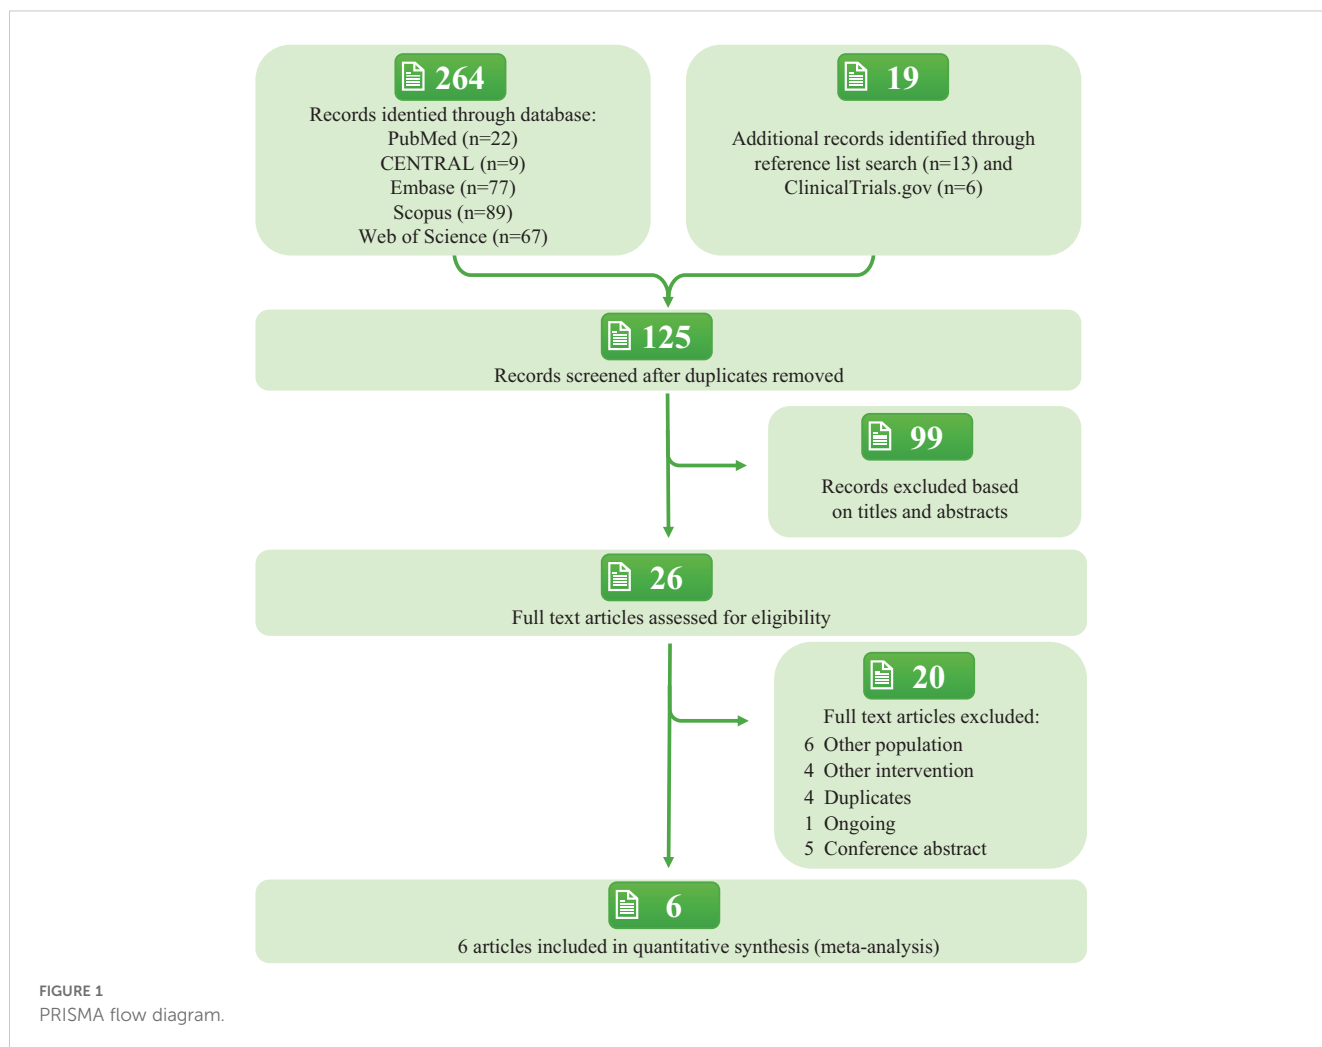 264
Records identied through database:
PubMed (n=22)
CENTRAL (n=9)
Embase (n=77)
Scopus (n=89)
Web of Science (n=67)
19
Additional records identified through
reference list search (n=13) and
ClinicalTrials.gov (n=6)
125
Records screened after duplicates removed
99
Records excluded based
on titles and abstracts
26
Full text articles assessed for eligibility
20
Full text articles excluded:
6 Other population
4 Other intervention
4 Duplicates
1 Ongoing
5 Conference abstract
6
6 articles included in quantitative synthesis (meta-analysis)
FIGURE 1
PRISMA flow diagram.